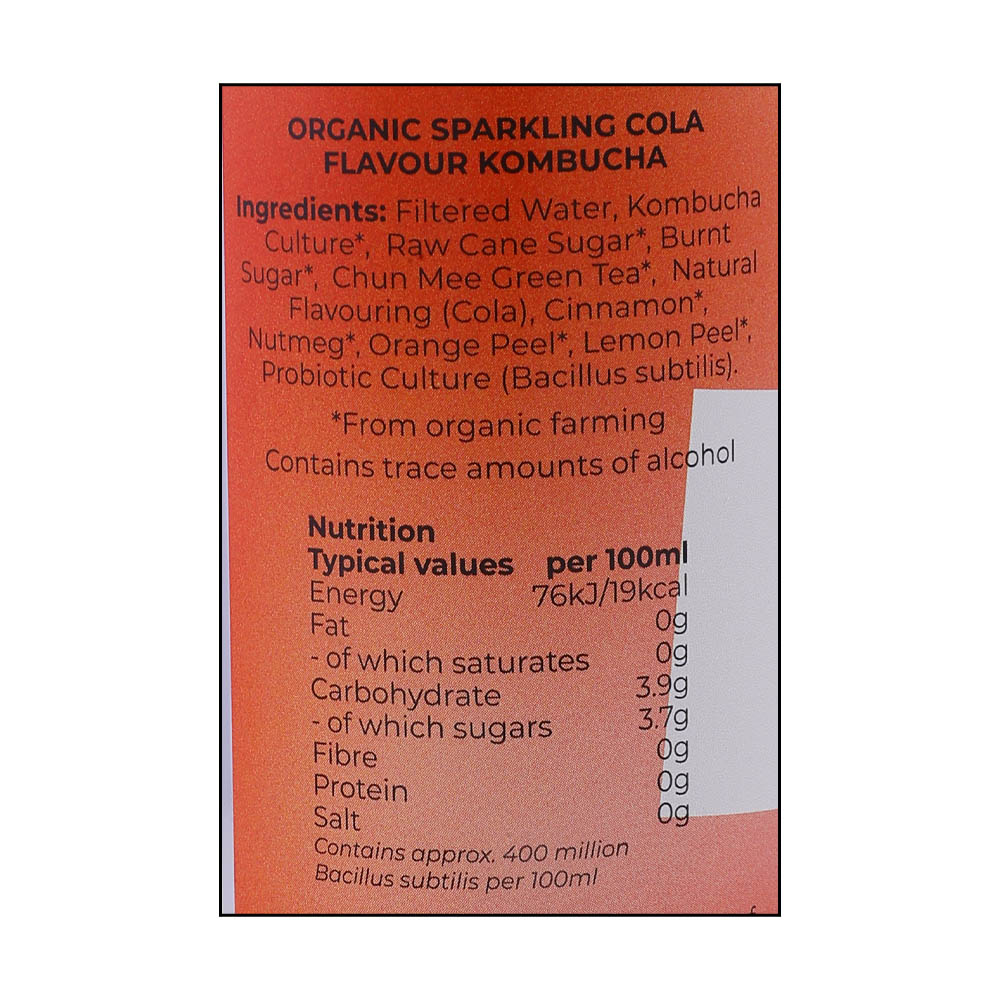 ORGANIC SPARKLING COLA
FLAVOUR KOMBUCHA
Ingredients: Filtered Water, Kombucha
Culture*, Raw Cane Sugar*, Burnt
Sugar*, Chun Mee Green Tea*, Natural
Flavouring (Cola), Cinnamon*,
Nutmeg*, Orange Peel*, Lemon Peel*,
Probiotic Culture (Bacillus subtilis).
*From organic farming
Contains trace amounts of alcohol
Nutrition
Typical values per 100ml
Energy 76kJ/19kcal
Fat 0g
- of which saturates 0g
Carbohydrate 3.9g
- of which sugars 3.7g
Fibre 0g
Protein 0g
Salt 0g
Contains approx. 400 million
Bacillus subtilis per 100ml